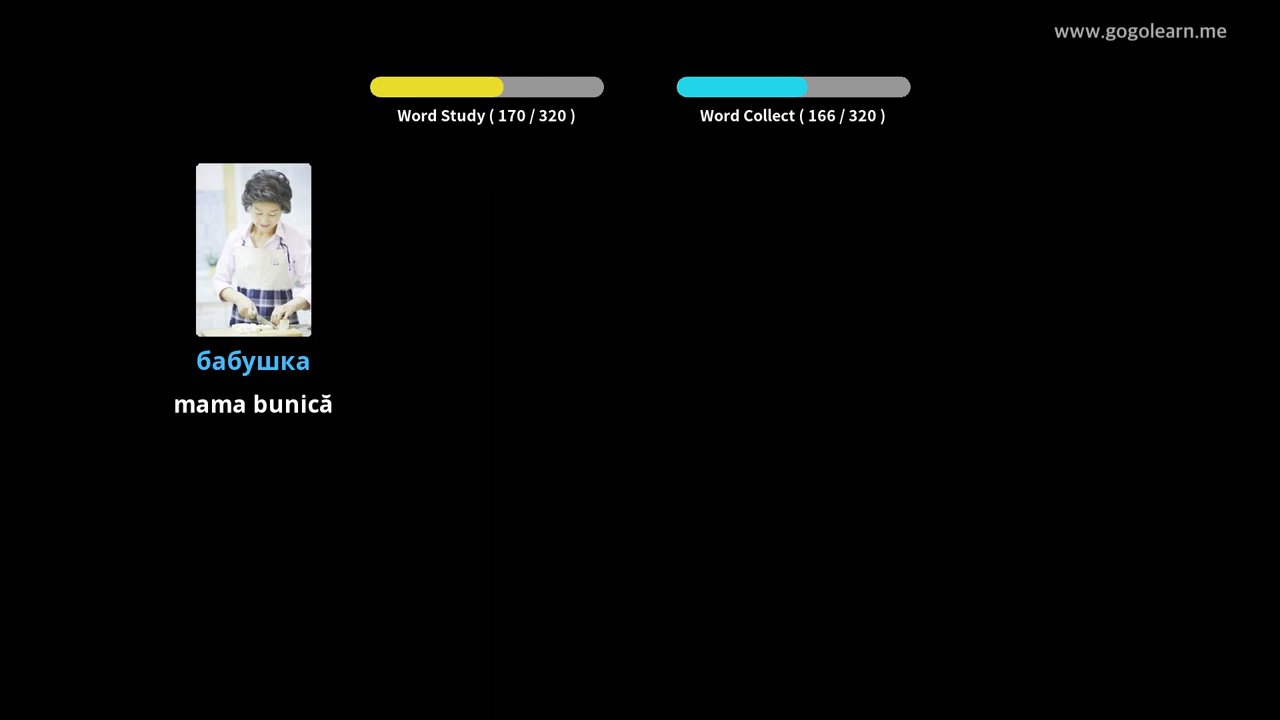 www.gogolearn.me
Word Study ( 170 / 320 )
Word Collect ( 166 / 320 )
бабушка
mama bunică